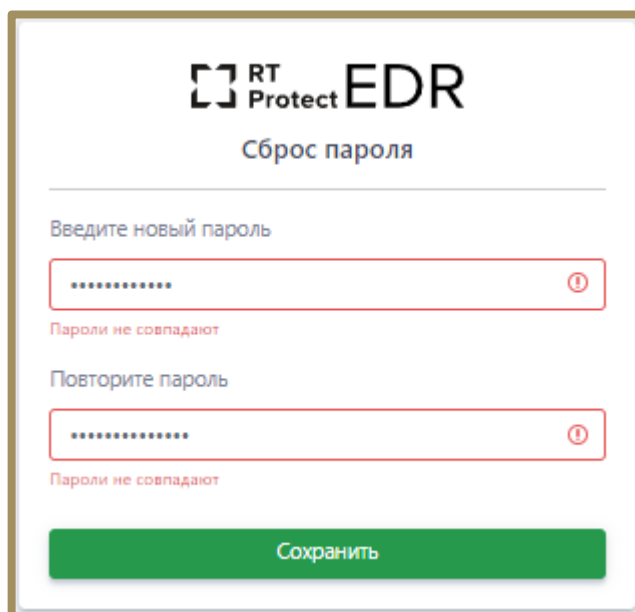 RT
Protect EDR
Сброс пароля
Введите новый пароль
••••••••••••
Пароли не совпадают
Повторите пароль
••••••••••••••
Пароли не совпадают
Сохранить